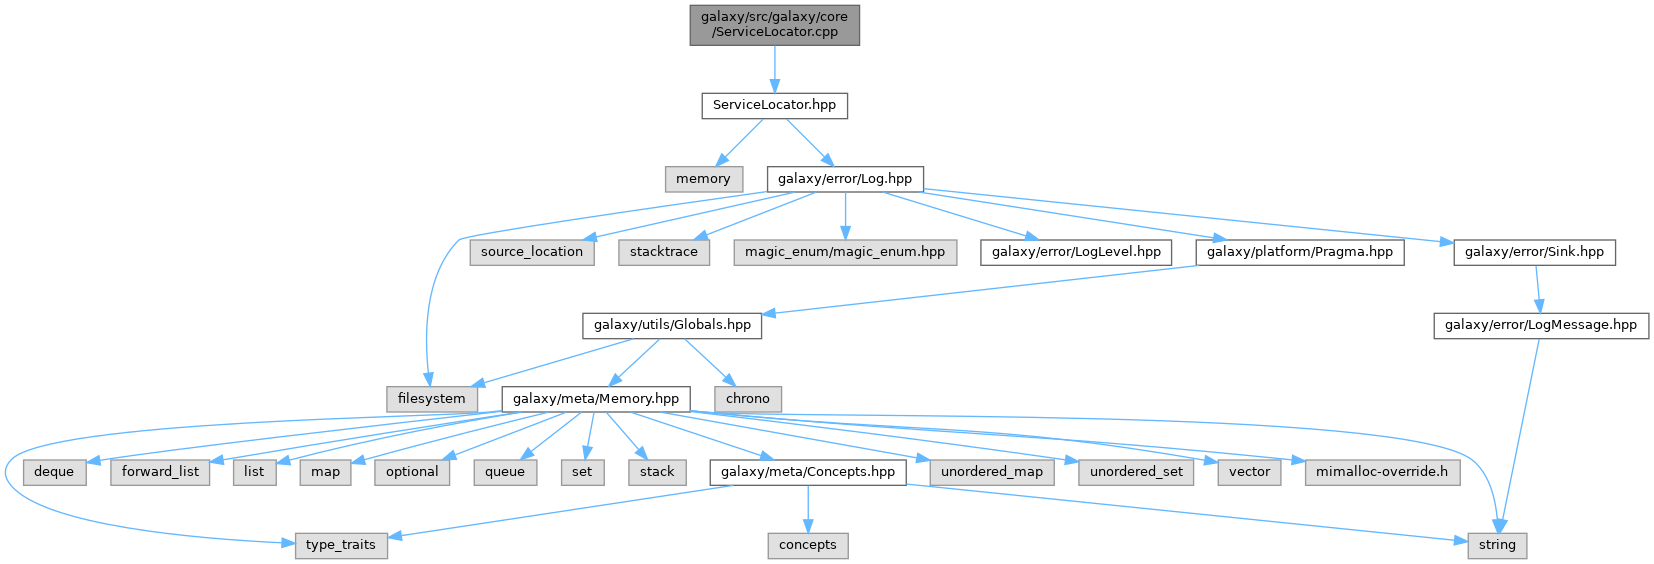 galaxy/src/galaxy/core
/ServiceLocator.cpp
ServiceLocator.hpp
memory
galaxy/error/Log.hpp
source_location
stacktrace
magic_enum/magic_enum.hpp
galaxy/error/LogLevel.hpp
galaxy/platform/Pragma.hpp
galaxy/error/Sink.hpp
galaxy/utils/Globals.hpp
galaxy/error/LogMessage.hpp
filesystem
galaxy/meta/Memory.hpp
chrono
deque
forward_list
list
map
optional
queue
set
stack
galaxy/meta/Concepts.hpp
unordered_map
unordered_set
vector
mimalloc-override.h
type_traits
concepts
string